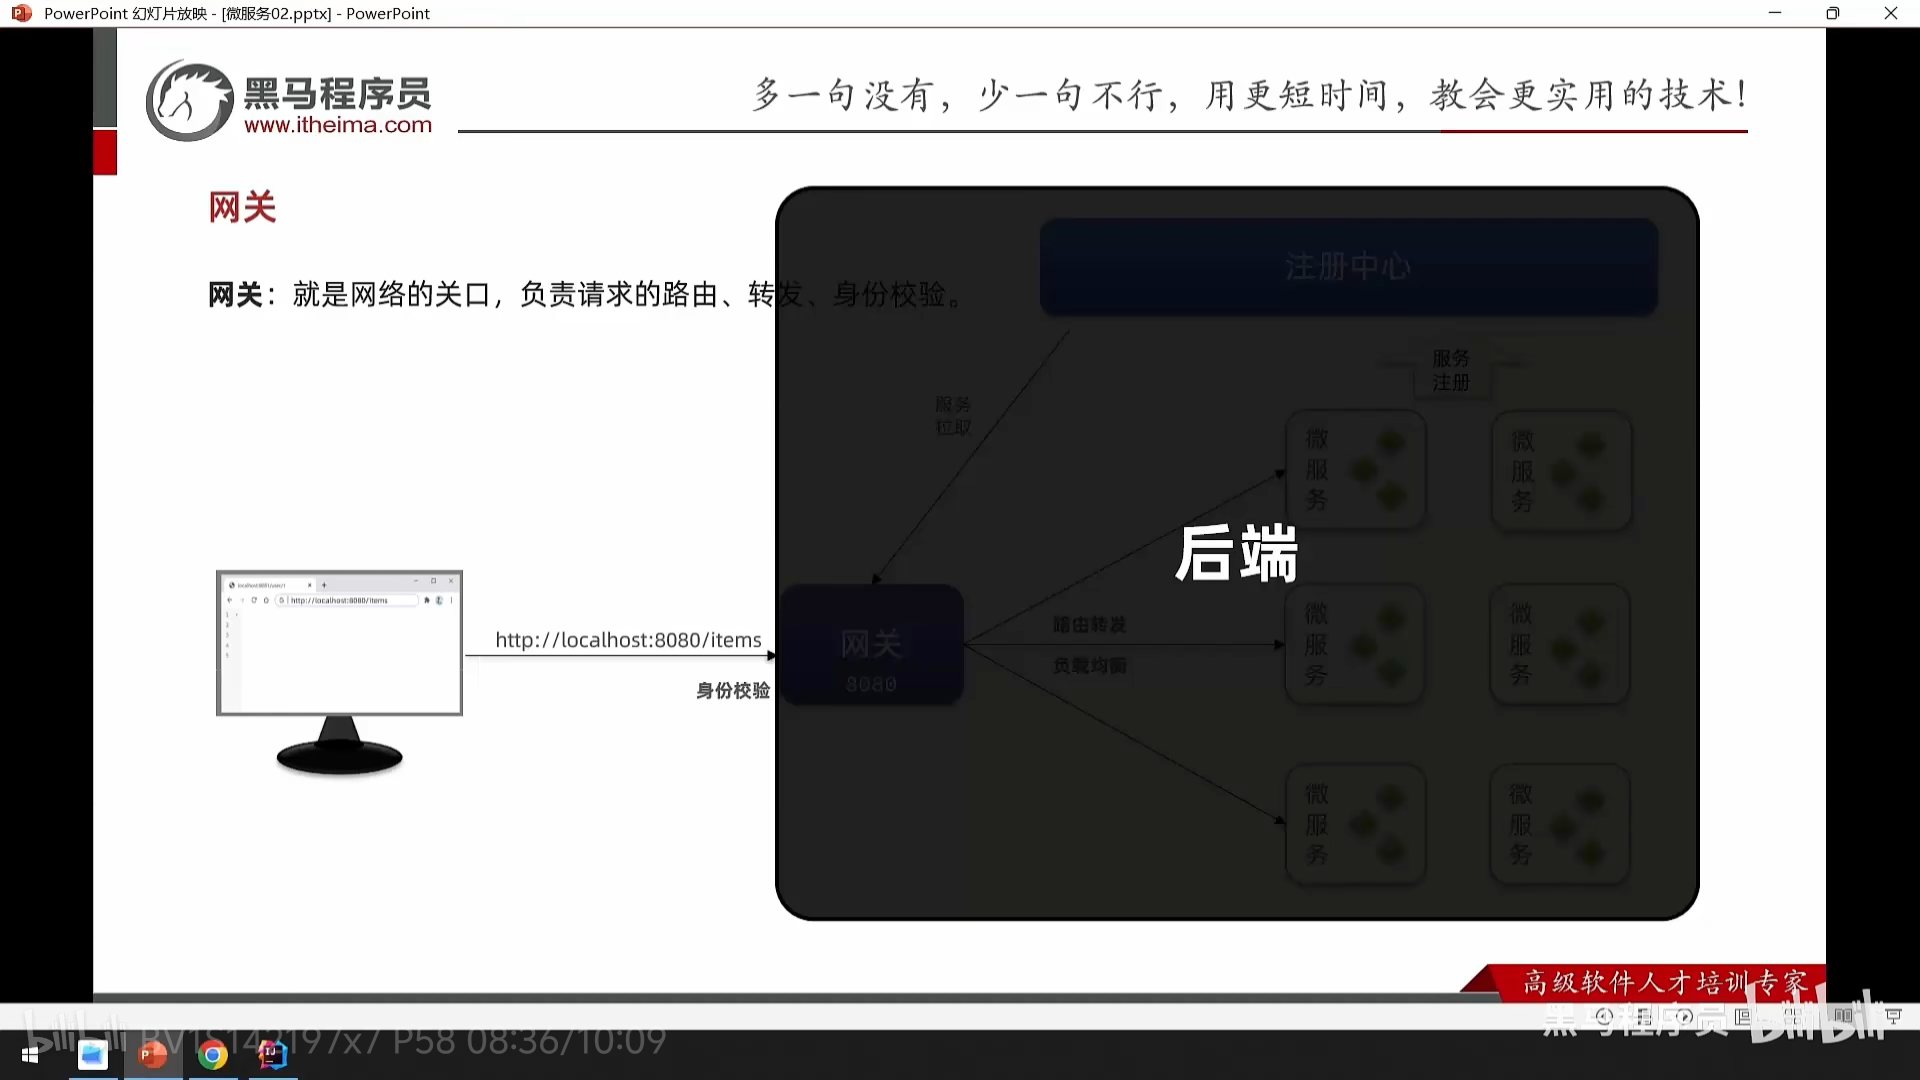 PowerPoint 幻灯片放映 - [微服务02.pptx] - PowerPoint
黑马程序员
www.itheima.com
多一句没有，少一句不行，用更短时间，教会更实用的技术！
网关
网关：就是网络的关口，负责请求的路由、转发、身份校验。
注册中心
服务
注册
服务
拉取
微
服
务
微
服
务
后端
http://localhost:8080/items
http://localhost:8080/items
身份校验
网关
8080
路由转发
负载均衡
微
服
务
微
服
务
微
服
务
微
服
务
高级软件人才培训专家
黑马程序员
bilibili
P58 08:36/10:09